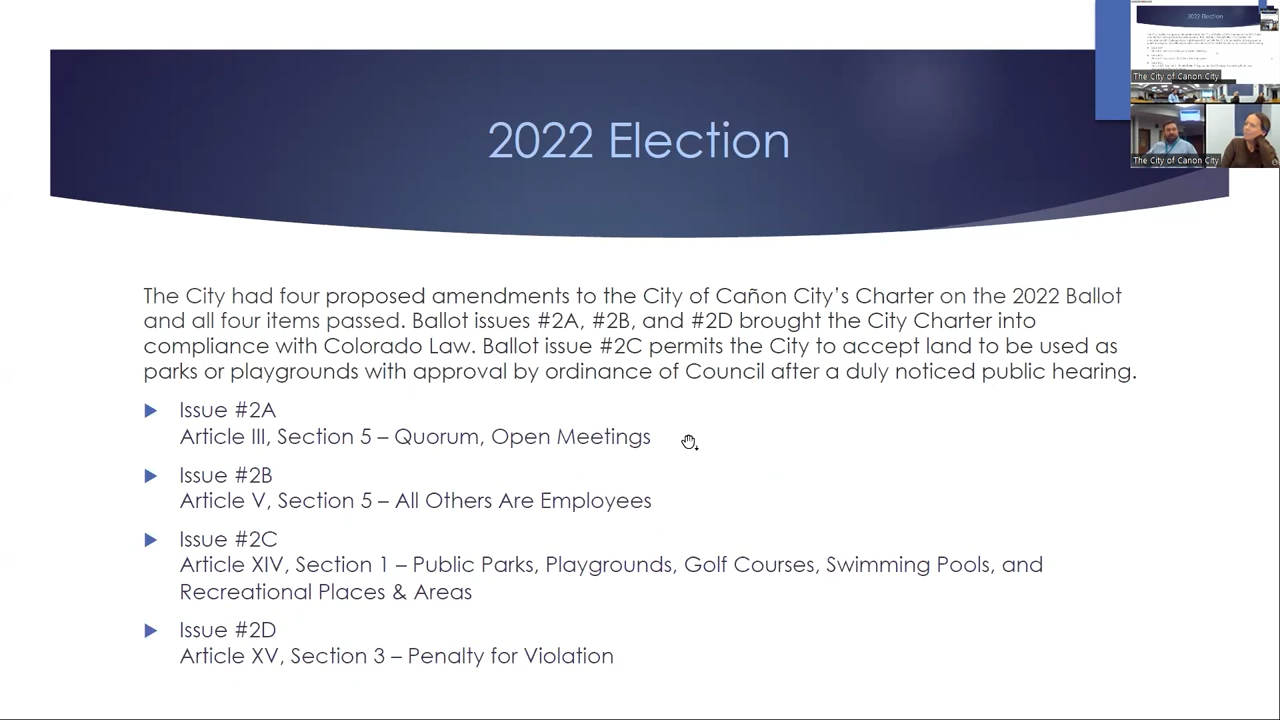 2022 Election
The City of Canon City
The City of Canon City
2022 Election
The City had four proposed amendments to the City of Cañon City's Charter on the 2022 Ballot
and all four items passed. Ballot issues #2A, #2B, and #2D brought the City Charter into
compliance with Colorado Law. Ballot issue #2C permits the City to accept land to be used as
parks or playgrounds with approval by ordinance of Council after a duly noticed public hearing.
Issue #2A
Article III, Section 5 – Quorum, Open Meetings
Issue #2B
Article V, Section 5 – All Others Are Employees
Issue #2C
Article XIV, Section 1 – Public Parks, Playgrounds, Golf Courses, Swimming Pools, and
Recreational Places & Areas
Issue #2D
Article XV, Section 3 – Penalty for Violation